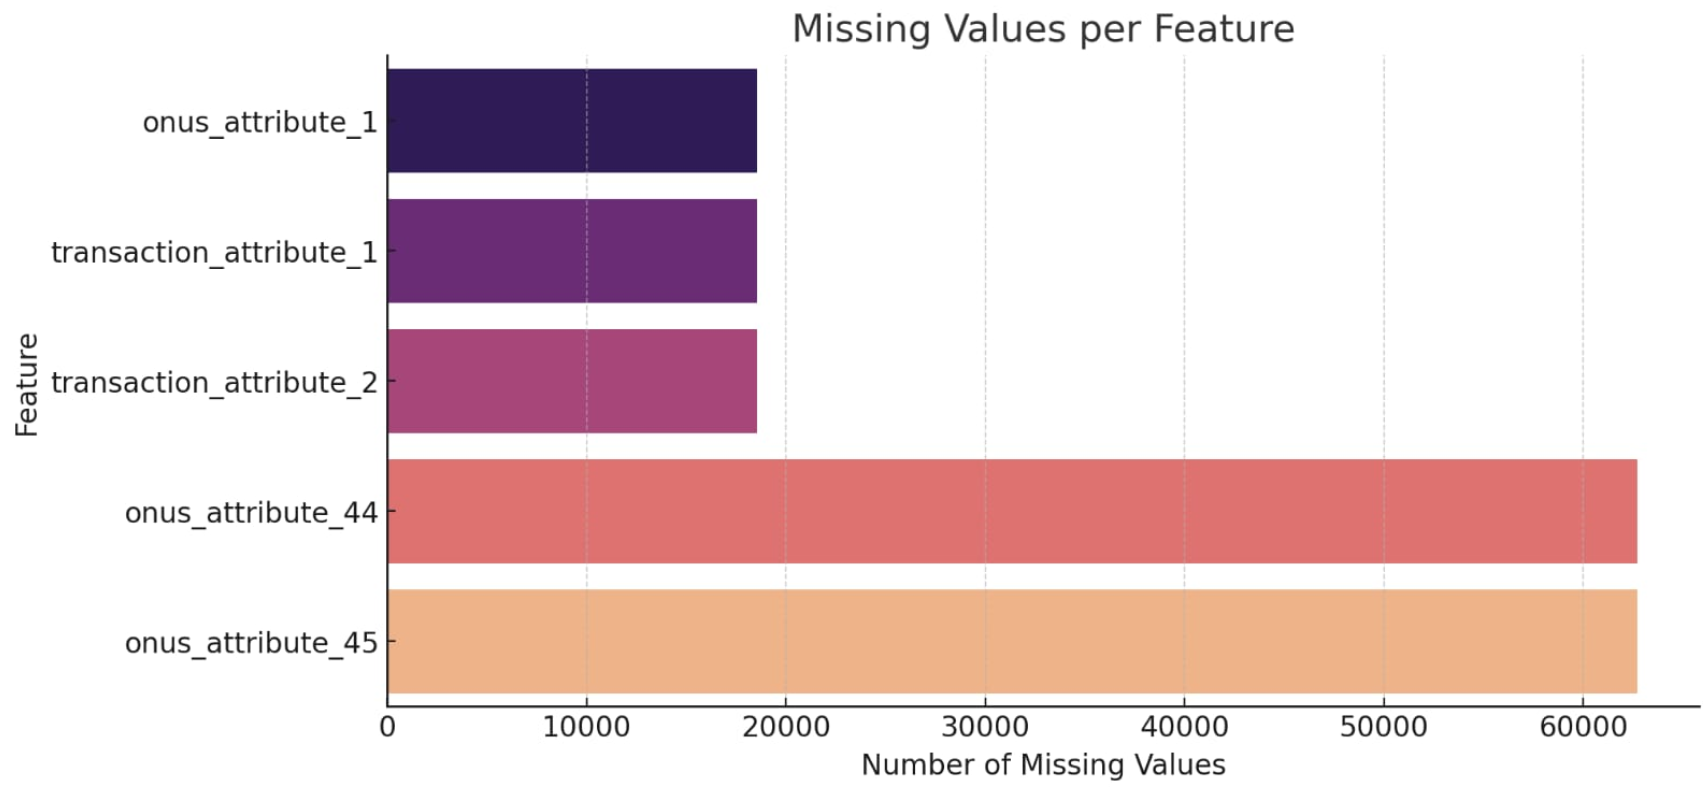 Missing Values per Feature
onus_attribute_1
transaction_attribute_1
transaction_attribute_2
onus_attribute_44
onus_attribute_45
Feature
0 10000 20000 30000 40000 50000 60000
Number of Missing Values